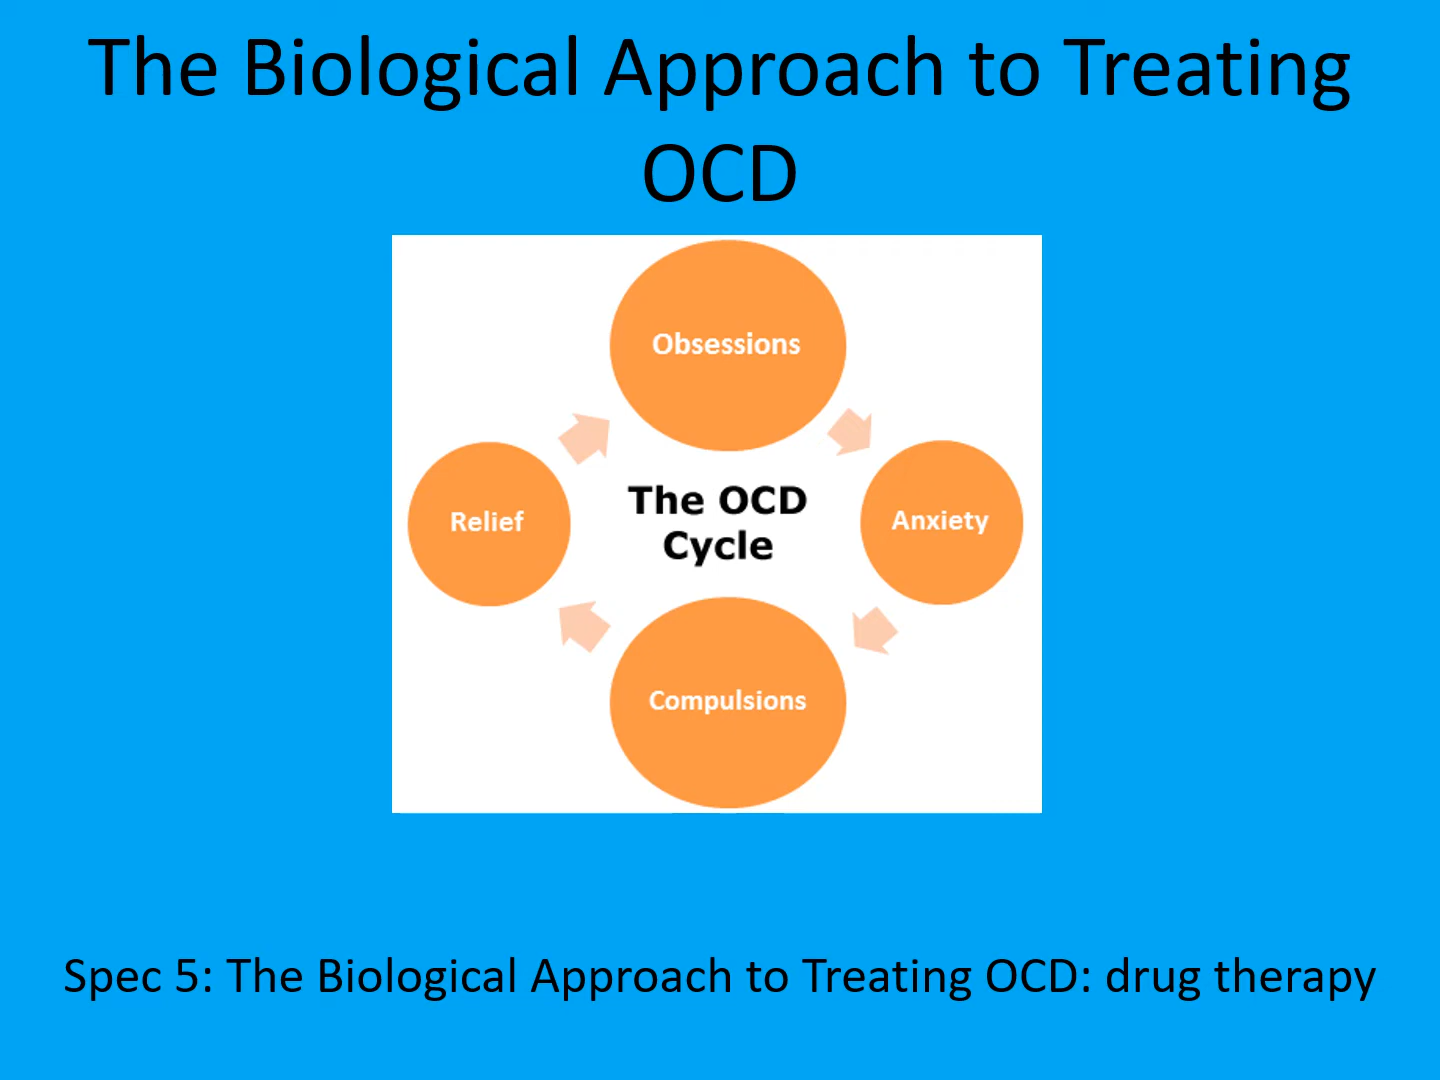 The Biological Approach to Treating
OCD
Obsessions
The OCD
Cycle
Relief
Anxiety
Compulsions
Spec 5: The Biological Approach to Treating OCD: drug therapy